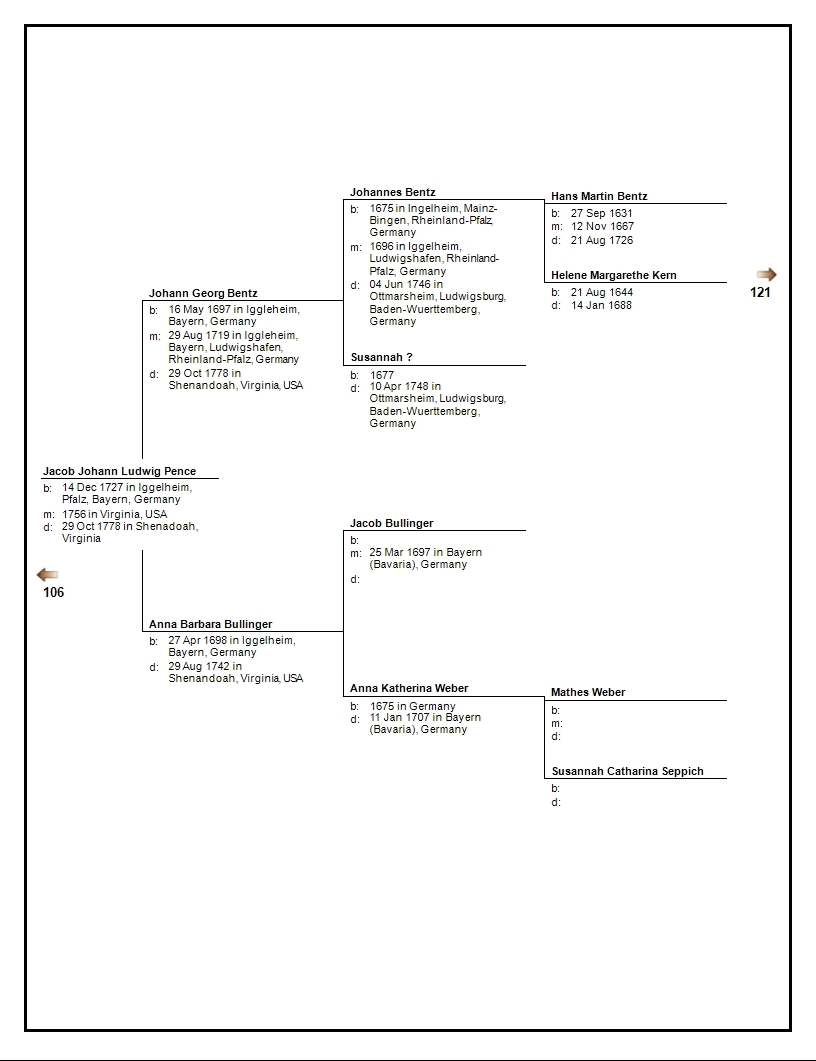 Johannes Bentz
b: 1675 in Ingelheim, Mainz-
Bingen, Rheinland-Pfalz,
Germany
m: 1696 in Iggelheim,
Ludwigshafen, Rheinland-
Pfalz, Germany
d: 04 Jun 1746 in
Ottmarsheim, Ludwigsburg,
Baden-Wuerttemberg,
Germany
Hans Martin Bentz
b: 27 Sep 1631
m: 12 Nov 1667
d: 21 Aug 1726
Helene Margarethe Kern
b: 21 Aug 1644
d: 14 Jan 1688
121
Johann Georg Bentz
b: 16 May 1697 in Iggleheim,
Bayern, Germany
m: 29 Aug 1719 in Iggleheim,
Bayern, Ludwigshafen,
Rheinland-Pfalz, Germany
d: 29 Oct 1778 in
Shenandoah, Virginia, USA
Susannah ?
b: 1677
d: 10 Apr 1748 in
Ottmarsheim, Ludwigsburg,
Baden-Wuerttemberg,
Germany
Jacob Johann Ludwig Pence
b: 14 Dec 1727 in Iggelheim,
Pfalz, Bayern, Germany
m: 1756 in Virginia, USA
d: 29 Oct 1778 in Shenadoah,
Virginia
106
Jacob Bullinger
b:
m: 25 Mar 1697 in Bayern
(Bavaria), Germany
d:
Anna Barbara Bullinger
b: 27 Apr 1698 in Iggelheim,
Bayern, Germany
d: 29 Aug 1742 in
Shenandoah, Virginia, USA
Anna Katherina Weber
b: 1675 in Germany
d: 11 Jan 1707 in Bayern
(Bavaria), Germany
Mathes Weber
b:
m:
d:
Susannah Catharina Seppich
b:
d: